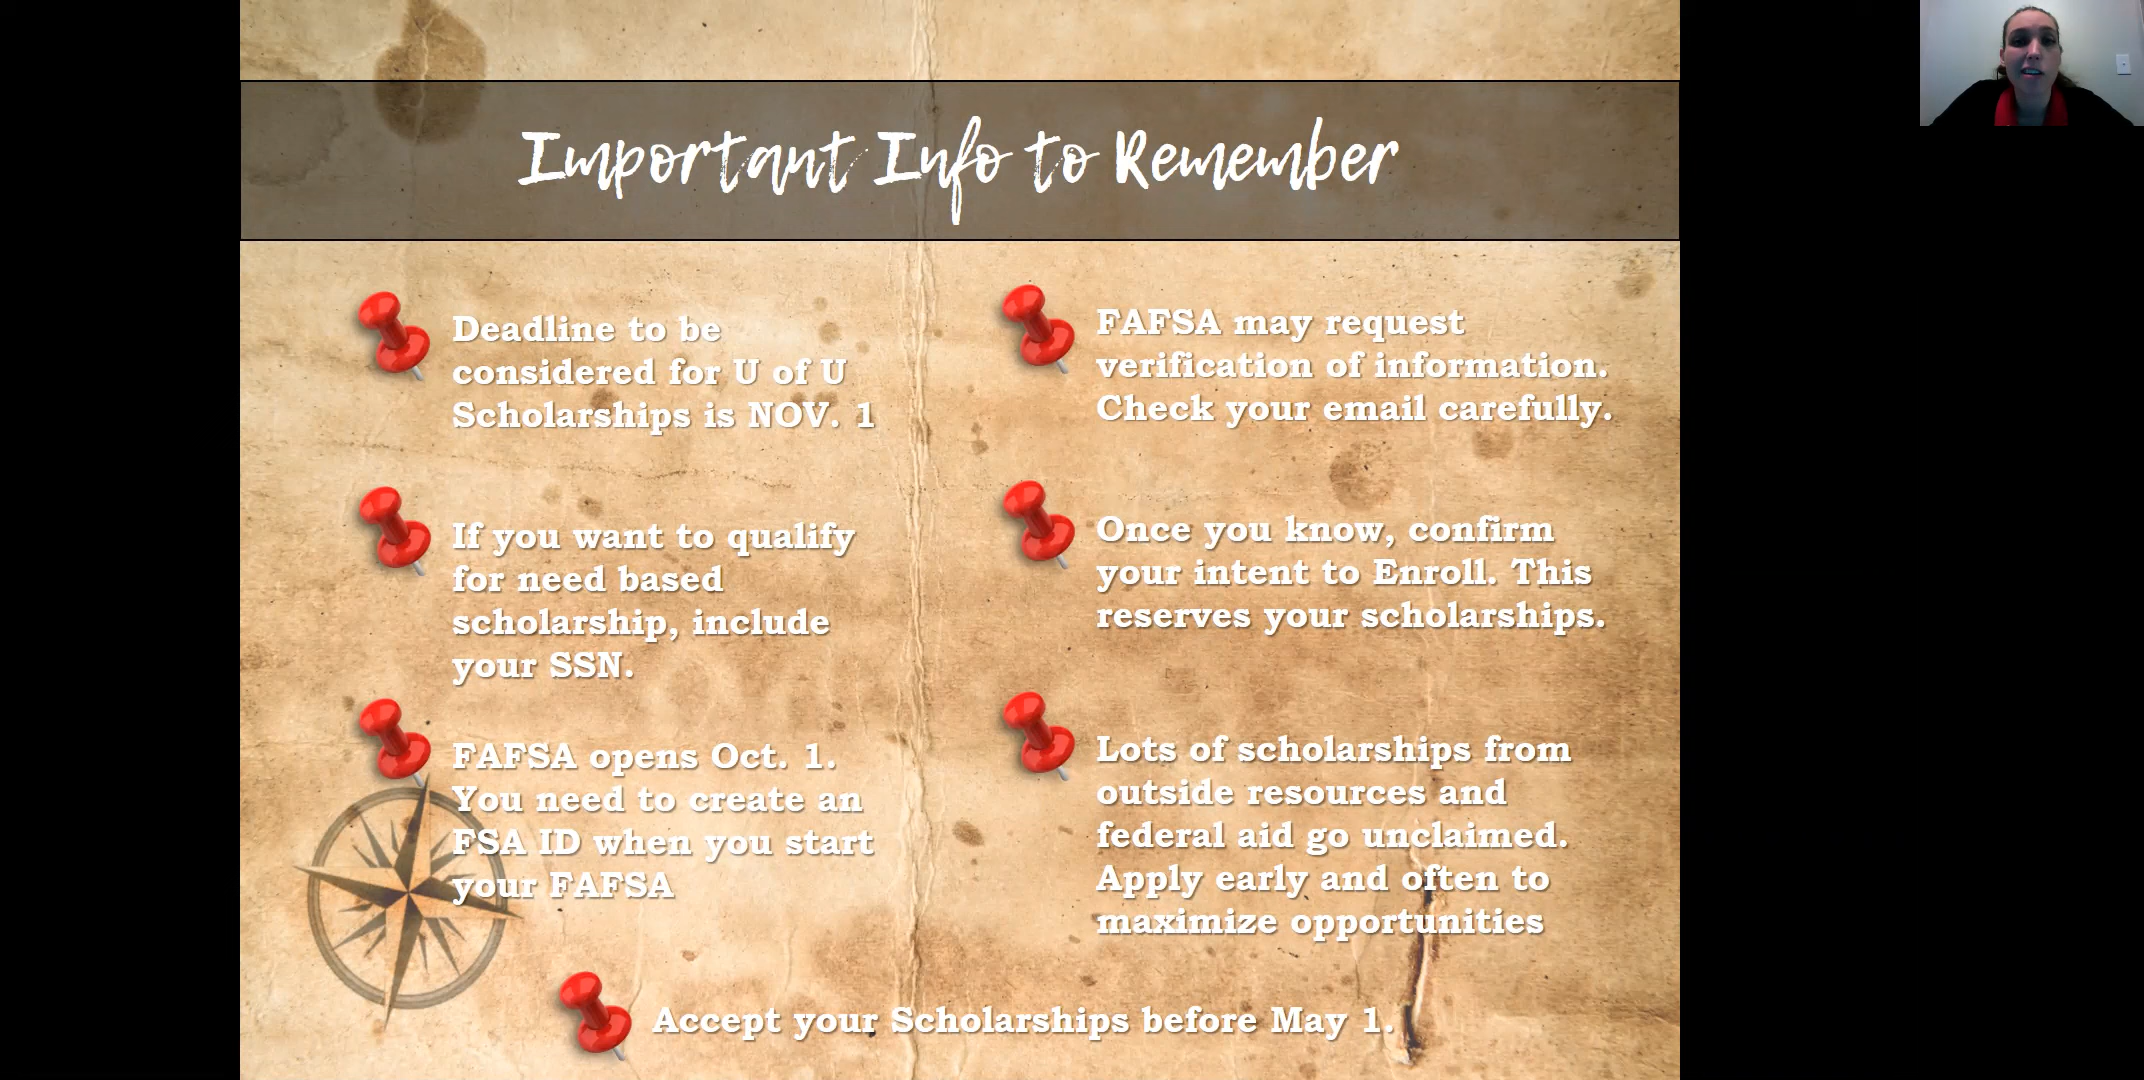 Important Info to Remember
Deadline to be
considered for U of U
Scholarships is NOV. 1
If you want to qualify
for need based
scholarship, include
your SSN.
FAFSA opens Oct. 1.
You need to create an
FSA ID when you start
your FAFSA
FAFSA may request
verification of information.
Check your email carefully.
Once you know, confirm
your intent to Enroll. This
reserves your scholarships.
Lots of scholarships from
outside resources and
federal aid go unclaimed.
Apply early and often to
maximize opportunities
Accept your Scholarships before May 1.